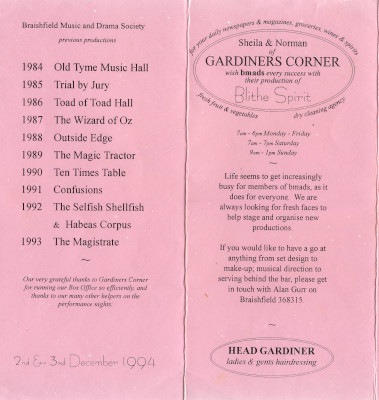 Braishfield Music and Drama Society
previous productions
1984 Old Tyme Music Hall
1985 Trial by Jury
1986 Toad of Toad Hall
1987 The Wizard of Oz
1988 Outside Edge
1989 The Magic Tractor
1990 Ten Times Table
1991 Confusions
1992 The Selfish Shellfish
& Habeas Corpus
1993 The Magistrate
~
Our very grateful thanks to Gardiners Corner
for running our Box Office so efficiently, and
thanks to our many other helpers on the
performance nights.
2nd & 3rd December 1994
for your daily newspapers & magazines, groceries, wines & spirits
Sheila & Norman
of
GARDINERS CORNER
wish bmads every success with
their production of
Blithe Spirit
fresh fruit & vegetables
dry cleaning agency
7am - 6pm Monday - Friday
7am - 7pm Saturday
9am - 1pm Sunday
~
Life seems to get increasingly
busy for members of bmads, as it
does for everyone. We are
always looking for fresh faces to
help stage and organise new
productions.
If you would like to have a go at
anything from set design to
make-up; musical direction to
serving behind the bar, please get
in touch with Alan Gurr on
Braishfield 368315.
~
HEAD GARDINER
ladies & gents hairdressing